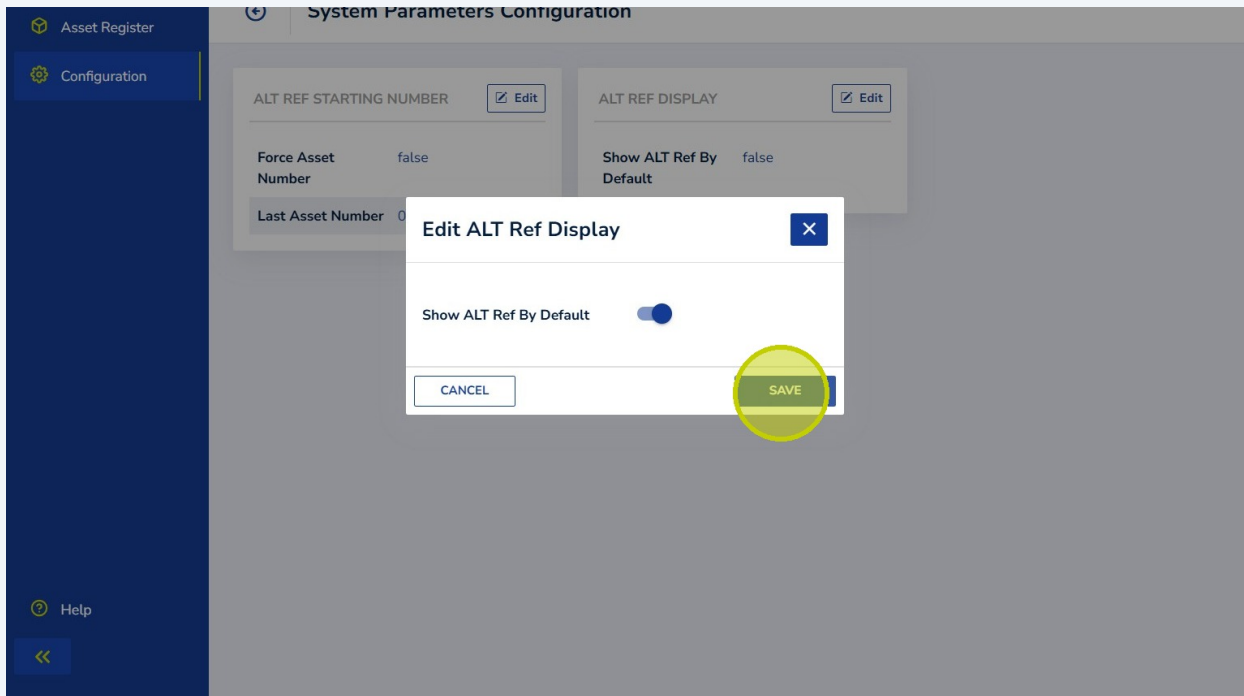 System Parameters Configuration
Asset Register
Configuration
ALT REF STARTING NUMBER
Edit
Force Asset Number
false
Last Asset Number
0
ALT REF DISPLAY
Edit
Show ALT Ref By Default
false
Edit ALT Ref Display
Show ALT Ref By Default
CANCEL
SAVE
Help